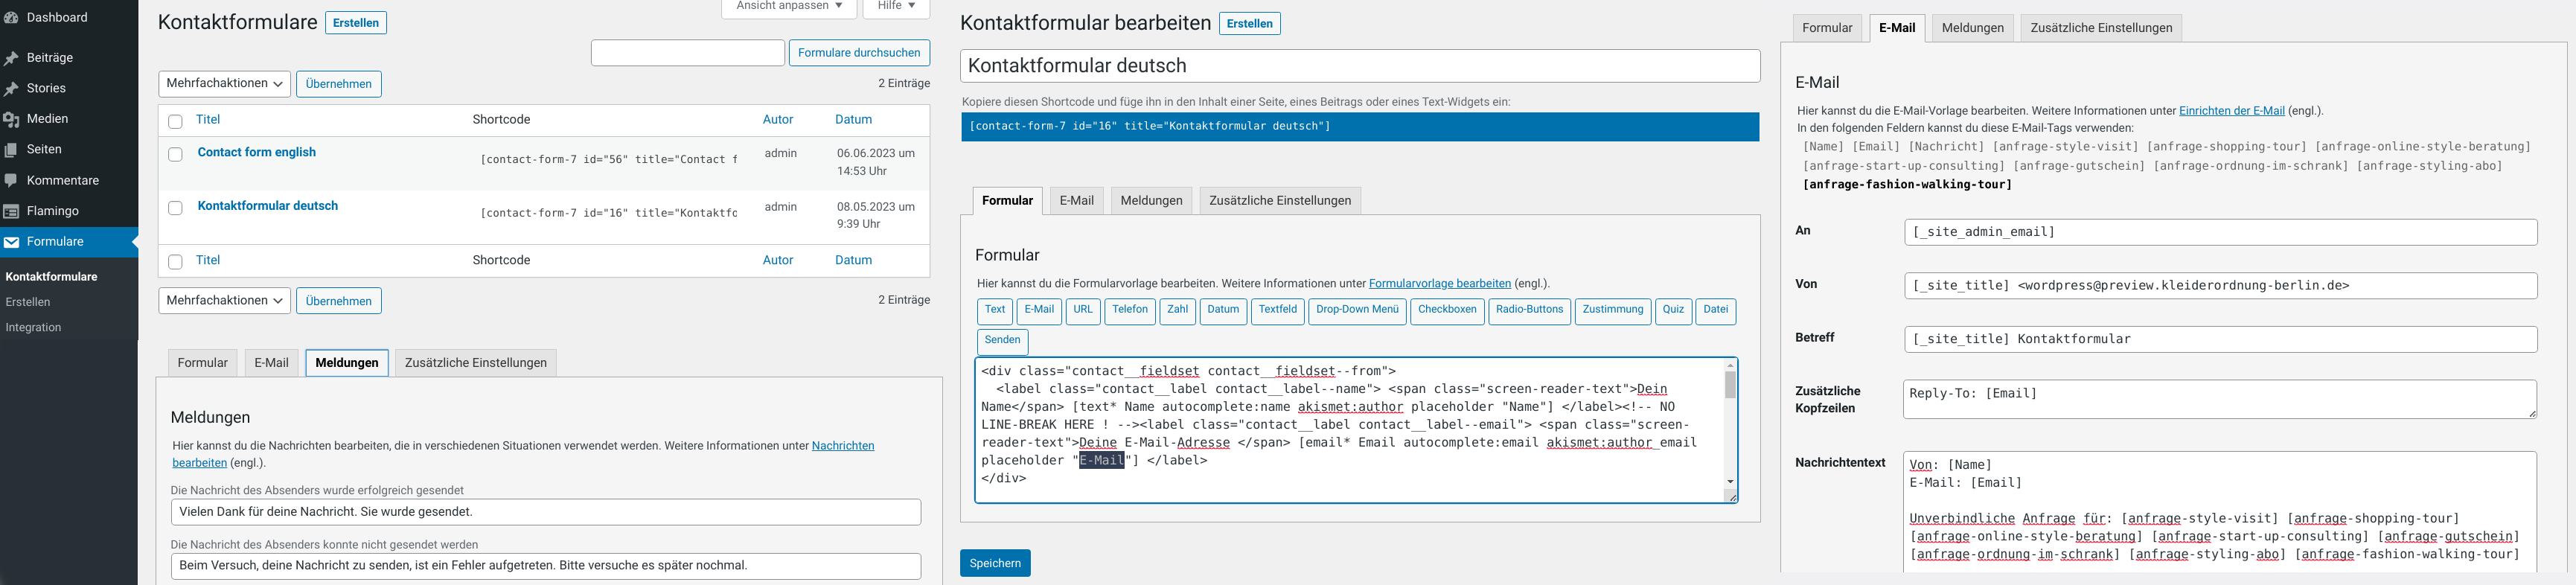 Dashboard
Beiträge
Stories
Medien
Seiten
Kommentare
Flamingo
Formulare
Kontaktformulare
Erstellen
Integration
Kontaktformulare Erstellen
Ansicht anpassen ▼ Hilfe ▼
Formulare durchsuchen
Mehrfachaktionen Übernehmen 2 Einträge
Titel Shortcode Autor Datum
Contact form english [contact-form-7 id="56" title="Contact f admin 06.06.2023 um
14:53 Uhr
Kontaktformular deutsch [contact-form-7 id="16" title="Kontaktfo admin 08.05.2023 um
9:39 Uhr
Titel Shortcode Autor Datum
Mehrfachaktionen Übernehmen 2 Einträge
Formular E-Mail Meldungen Zusätzliche Einstellungen
Meldungen
Hier kannst du die Nachrichten bearbeiten, die in verschiedenen Situationen verwendet werden. Weitere Informationen unter Nachrichten
bearbeiten (engl.).
Die Nachricht des Absenders wurde erfolgreich gesendet
Vielen Dank für deine Nachricht. Sie wurde gesendet.
Die Nachricht des Absenders konnte nicht gesendet werden
Beim Versuch, deine Nachricht zu senden, ist ein Fehler aufgetreten. Bitte versuche es später nochmal.
Kontaktformular bearbeiten Erstellen
Kontaktformular deutsch
Kopiere diesen Shortcode und füge ihn in den Inhalt einer Seite, eines Beitrags oder eines Text-Widgets ein:
[contact-form-7 id="16" title="Kontaktformular deutsch"]
Formular E-Mail Meldungen Zusätzliche Einstellungen
Formular
Hier kannst du die Formularvorlage bearbeiten. Weitere Informationen unter Formularvorlage bearbeiten (engl.).
Text E-Mail URL Telefon Zahl Datum Textfeld Drop-Down Menü Checkboxen Radio-Buttons Zustimmung Quiz Datei
Senden
<div class="contact__fieldset contact__fieldset--from">
<label class="contact__label contact__label--name"> <span class="screen-reader-text">Dein
Name</span> [text* Name autocomplete:name akismet:author placeholder "Name"] </label><!-- NO
LINE-BREAK HERE ! --><label class="contact__label contact__label--email"> <span class="screen-
reader-text">Deine E-Mail-Adresse </span> [email* Email autocomplete:email akismet:author_email
placeholder "E-Mail"] </label>
</div>
Speichern
Formular E-Mail Meldungen Zusätzliche Einstellungen
E-Mail
Hier kannst du die E-Mail-Vorlage bearbeiten. Weitere Informationen unter Einrichten der E-Mail (engl.).
In den folgenden Feldern kannst du diese E-Mail-Tags verwenden:
[Name] [Email] [Nachricht] [anfrage-style-visit] [anfrage-shopping-tour] [anfrage-online-style-beratung]
[anfrage-start-up-consulting] [anfrage-gutschein] [anfrage-ordnung-im-schrank] [anfrage-styling-abo]
[anfrage-fashion-walking-tour]
An [_site_admin_email]
Von [_site_title] <wordpress@preview.kleiderordnung-berlin.de>
Betreff [_site_title] Kontaktformular
Zusätzliche
Kopfzeilen
Reply-To: [Email]
Nachrichtentext
Von: [Name]
E-Mail: [Email]
Unverbindliche Anfrage für: [anfrage-style-visit] [anfrage-shopping-tour]
[anfrage-online-style-beratung] [anfrage-start-up-consulting] [anfrage-gutschein]
[anfrage-ordnung-im-schrank] [anfrage-styling-abo] [anfrage-fashion-walking-tour]